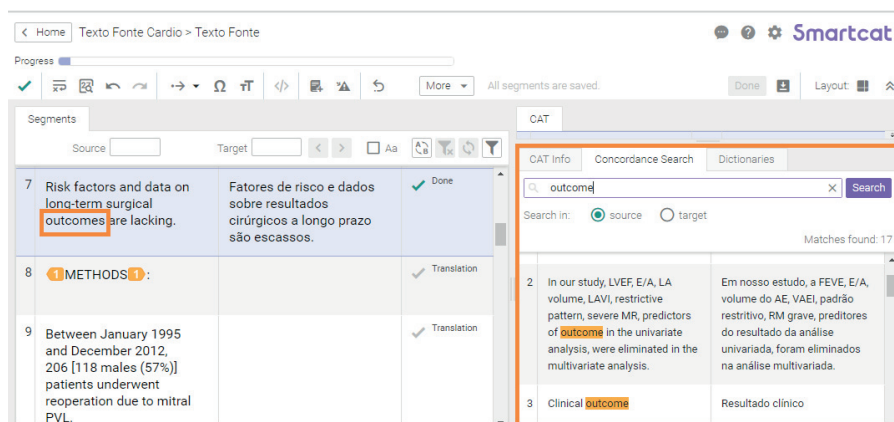 Home Texto Fonte Cardio > Texto Fonte
Smartcat
Progress
More
All segments are saved.
Done
Layout:
Segments
Source
Target
Aa
7
Risk factors and data on
long-term surgical
outcomes are lacking.
Fatores de risco e dados
sobre resultados
cirúrgicos a longo prazo
são escassos.
Done
8
1 METHODS 1 :
Translation
9
Between January 1995
and December 2012,
206 [118 males (57%)]
patients underwent
reoperation due to mitral
PVL.
Translation
CAT
CAT Info
Concordance Search
Dictionaries
outcome
Search
Search in: source target
Matches found: 17
2
In our study, LVEF, E/A, LA
volume, LAVI, restrictive
pattern, severe MR, predictors
of outcome in the univariate
analysis, were eliminated in the
multivariate analysis.
Em nosso estudo, a FEVE, E/A,
volume do AE, VAEI, padrão
restritivo, RM grave, preditores
do resultado da análise
univariada, foram eliminados
na análise multivariada.
3
Clinical outcome
Resultado clínico